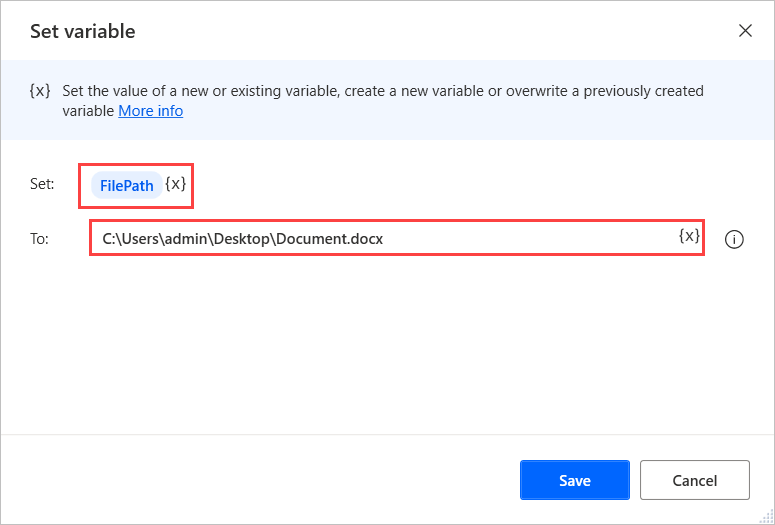 Set variable
{x} Set the value of a new or existing variable, create a new variable or overwrite a previously created
variable More info
Set: FilePath {x}
To: C:\Users\admin\Desktop\Document.docx {x}
Save Cancel